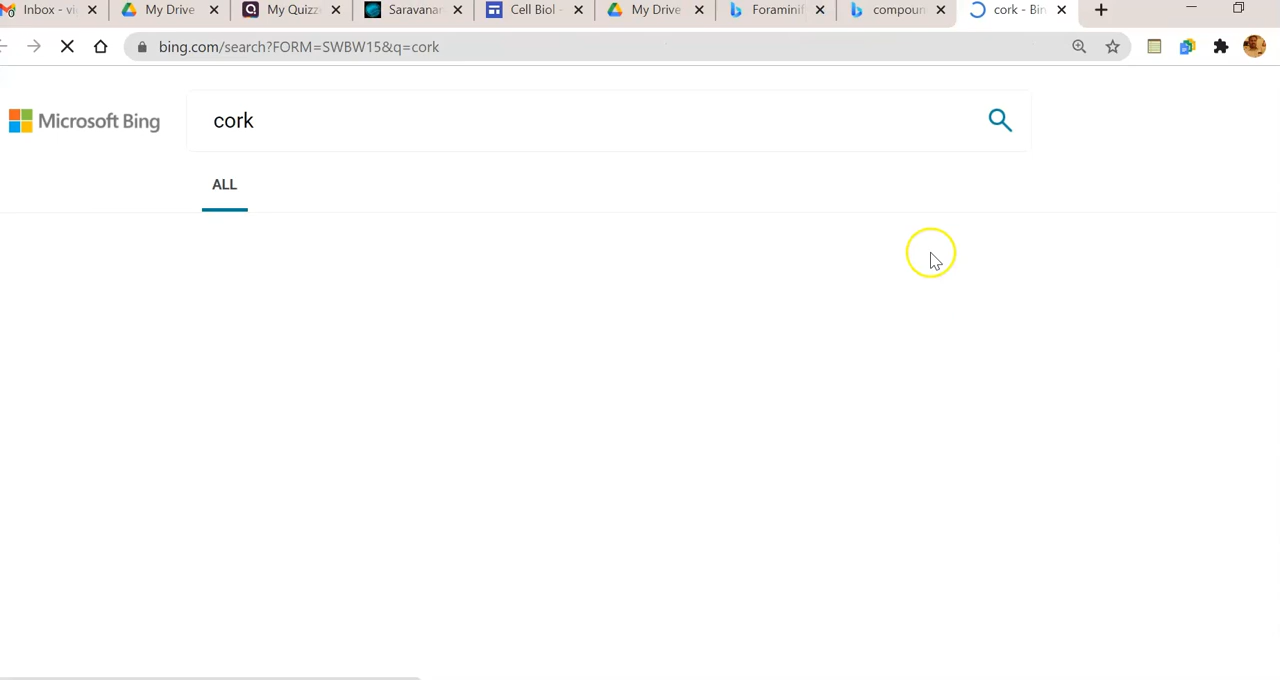 Inbox - vi
My Drive
My Quizz
Saravanan
Cell Biol -
My Drive
Foraminif
compoun
cork - Bin
bing.com/search?FORM=SWBW15&q=cork
Microsoft Bing
cork
ALL